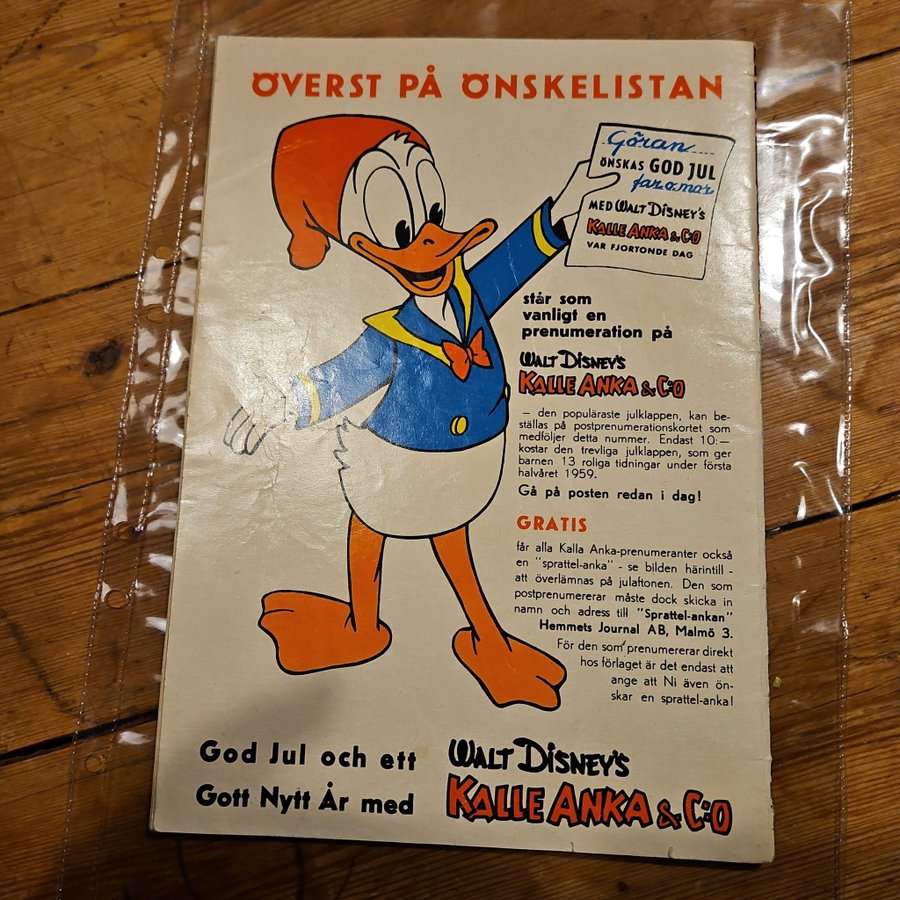 ÖVERST PÅ ÖNSKELISTAN
Göran
ÖNSKAS GOD JUL
far o mor
MED WALT DISNEY'S
KALLE ANKA & C:O
VAR FJORTONDE DAG
står som
vanligt en
prenumeration på
WALT DISNEY'S
KALLE ANKA & C:O
— den populäraste julklappen, kan be-
ställas på postprenumerationskortet som
medföljer detta nummer. Endast 10:—
kostar den trevliga julklappen, som ger
barnen 13 roliga tidningar under första
halvåret 1959.
Gå på posten redan i dag!
GRATIS
får alla Kalla Anka-prenumeranter också
en "sprattel-anka" - se bilden härintill -
att överlämnas på julaftonen. Den som
postprenumererar måste dock skicka in
namn och adress till "Sprattel-ankan"
Hemmets Journal AB, Malmö 3.
För den som prenumererar direkt
hos förlaget är det endast att
ange att Ni även ön-
skar en sprattel-anka!
God Jul och ett
Gott Nytt År med
WALT DISNEY'S
KALLE ANKA & C:O